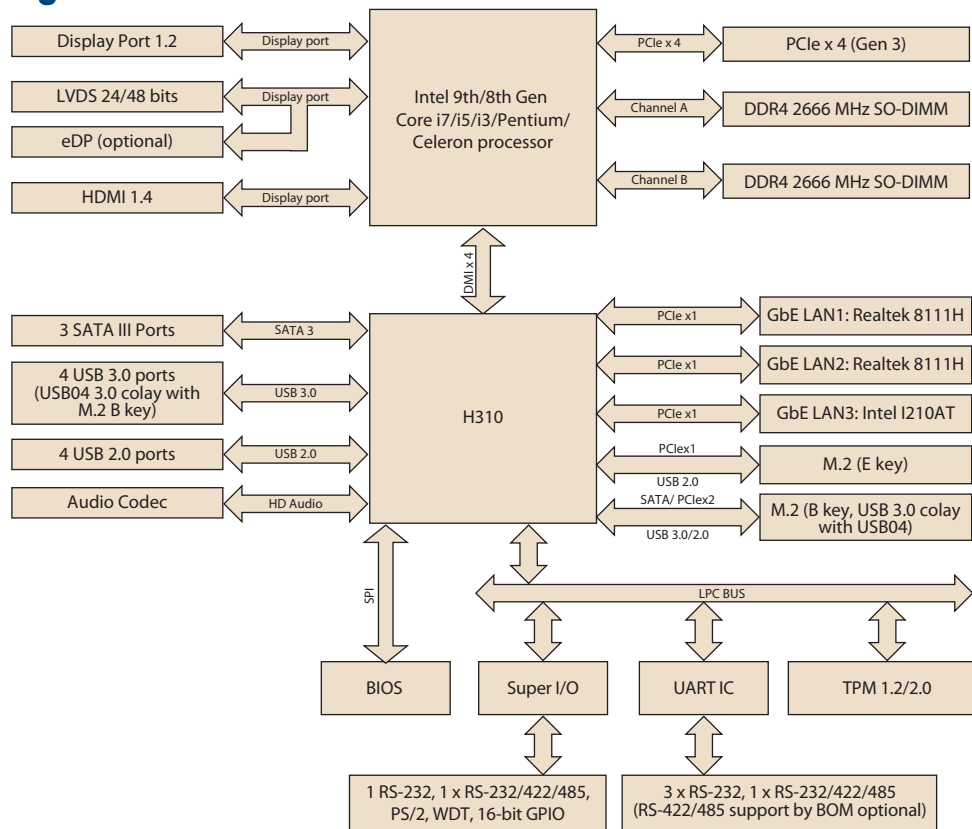 Display Port 1.2
Display port
LVDS 24/48 bits
Display port
eDP (optional)
HDMI 1.4
Display port
Intel 9th/8th Gen
Core i7/i5/i3/Pentium/
Celeron processor
PCIe x 4
PCIe x 4 (Gen 3)
Channel A
DDR4 2666 MHz SO-DIMM
Channel B
DDR4 2666 MHz SO-DIMM
DMI x 4
3 SATA III Ports
SATA 3
4 USB 3.0 ports
(USB04 3.0 colay with
M.2 B key)
USB 3.0
4 USB 2.0 ports
USB 2.0
Audio Codec
HD Audio
H310
PCIe x1
GbE LAN1: Realtek 8111H
PCIe x1
GbE LAN2: Realtek 8111H
PCIe x1
GbE LAN3: Intel I210AT
PCIex1
USB 2.0
M.2 (E key)
SATA/ PCIex2
USB 3.0/2.0
M.2 (B key, USB 3.0 colay
with USB04)
SPI
LPC BUS
BIOS
Super I/O
UART IC
TPM 1.2/2.0
1 RS-232, 1 x RS-232/422/485,
PS/2, WDT, 16-bit GPIO
3 x RS-232, 1 x RS-232/422/485
(RS-422/485 support by BOM optional)